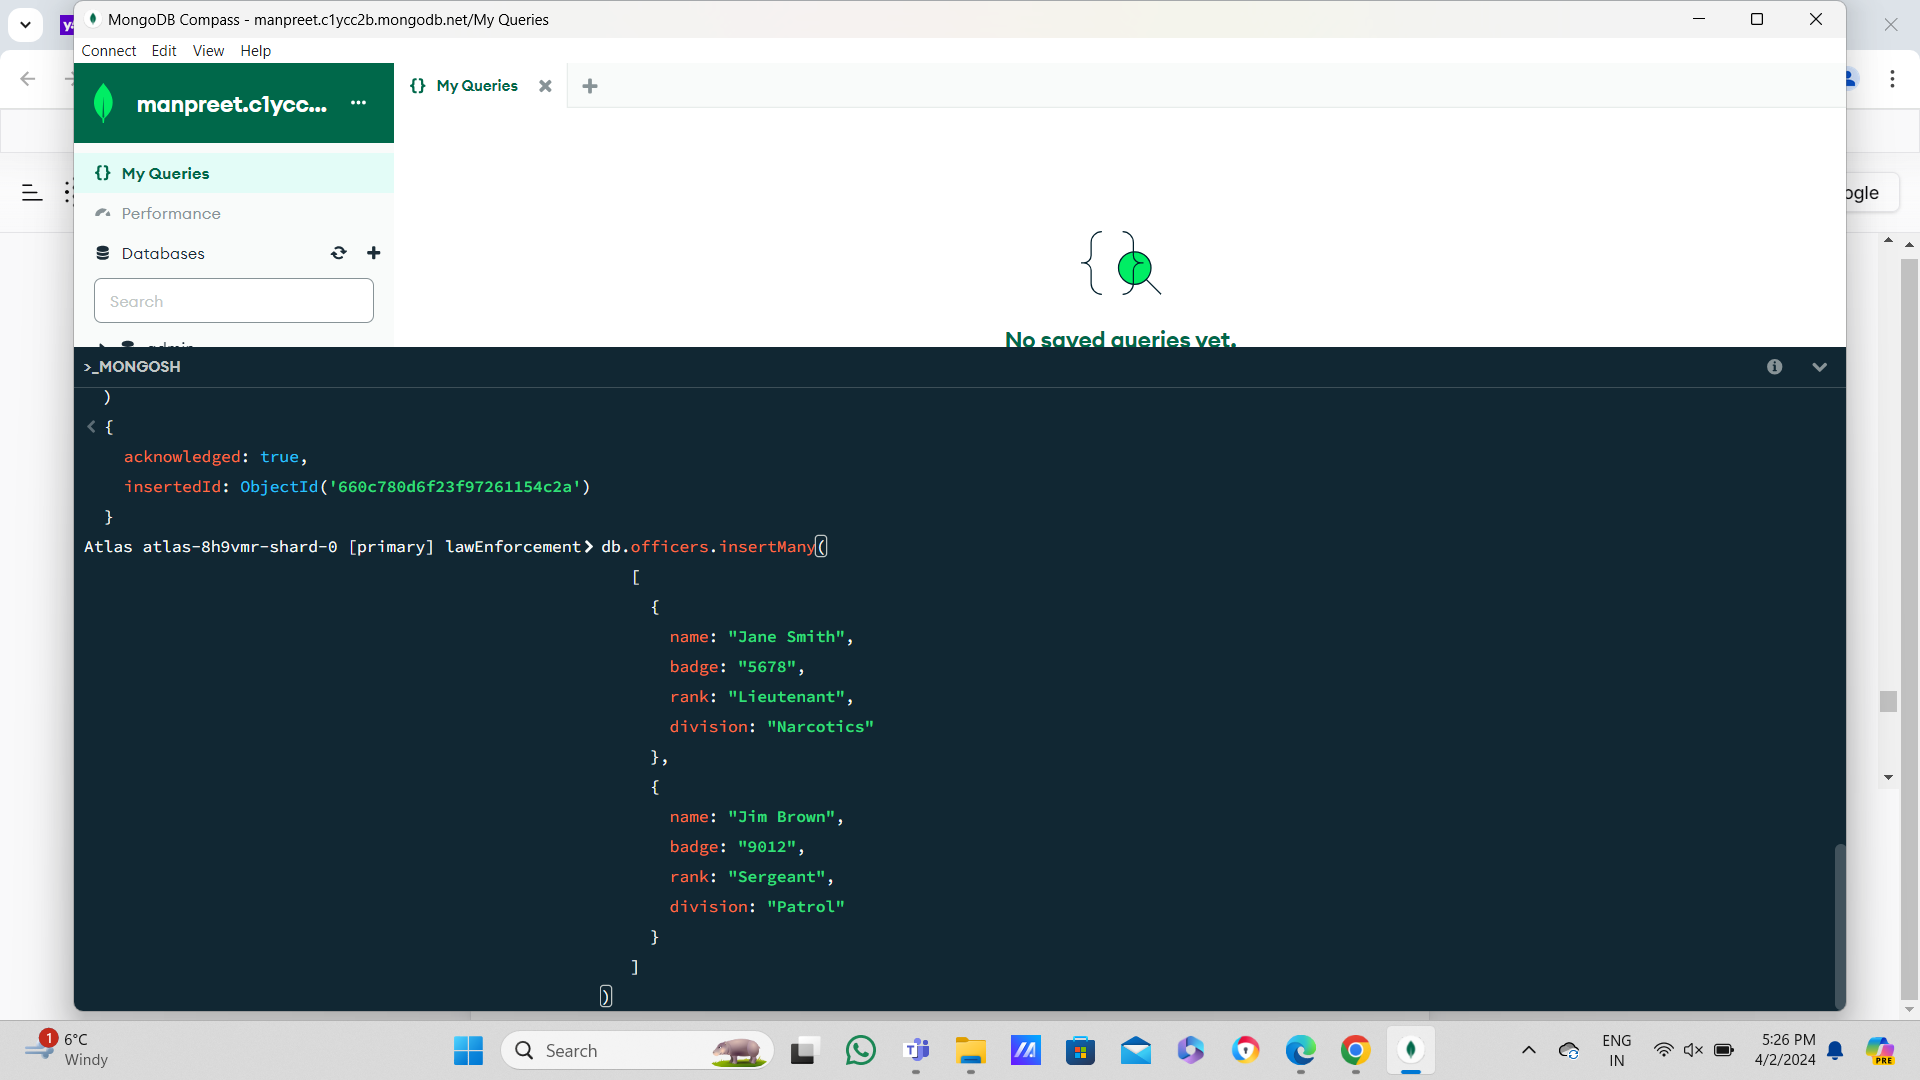 MongoDB Compass - manpreet.c1ycc2b.mongodb.net/My Queries
Connect Edit View Help
manpreet.c1ycc... ...
{} My Queries
{} My Queries
Performance
Databases
Search
admin
No saved queries yet.
ogle
>_MONGOSH
)
< {
acknowledged: true,
insertedId: ObjectId('660c780d6f23f97261154c2a')
}
Atlas atlas-8h9vmr-shard-0 [primary] lawEnforcement> db.officers.insertMany(
[
{
name: "Jane Smith",
badge: "5678",
rank: "Lieutenant",
division: "Narcotics"
},
{
name: "Jim Brown",
badge: "9012",
rank: "Sergeant",
division: "Patrol"
}
]
)
1
6°C
Windy
Search
ENG
IN
5:26 PM
4/2/2024
PRE